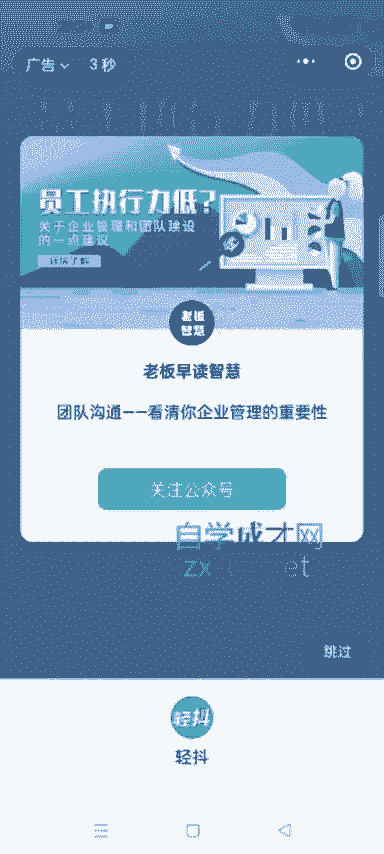 广告 3 秒
员工执行力低？
关于企业管理和团队建设
的一点建议
详情了解
老板
智慧
老板早读智慧
团队沟通——看清你企业管理的重要性
关注公众号
自学成才网
zx et
跳过
轻抖
轻抖